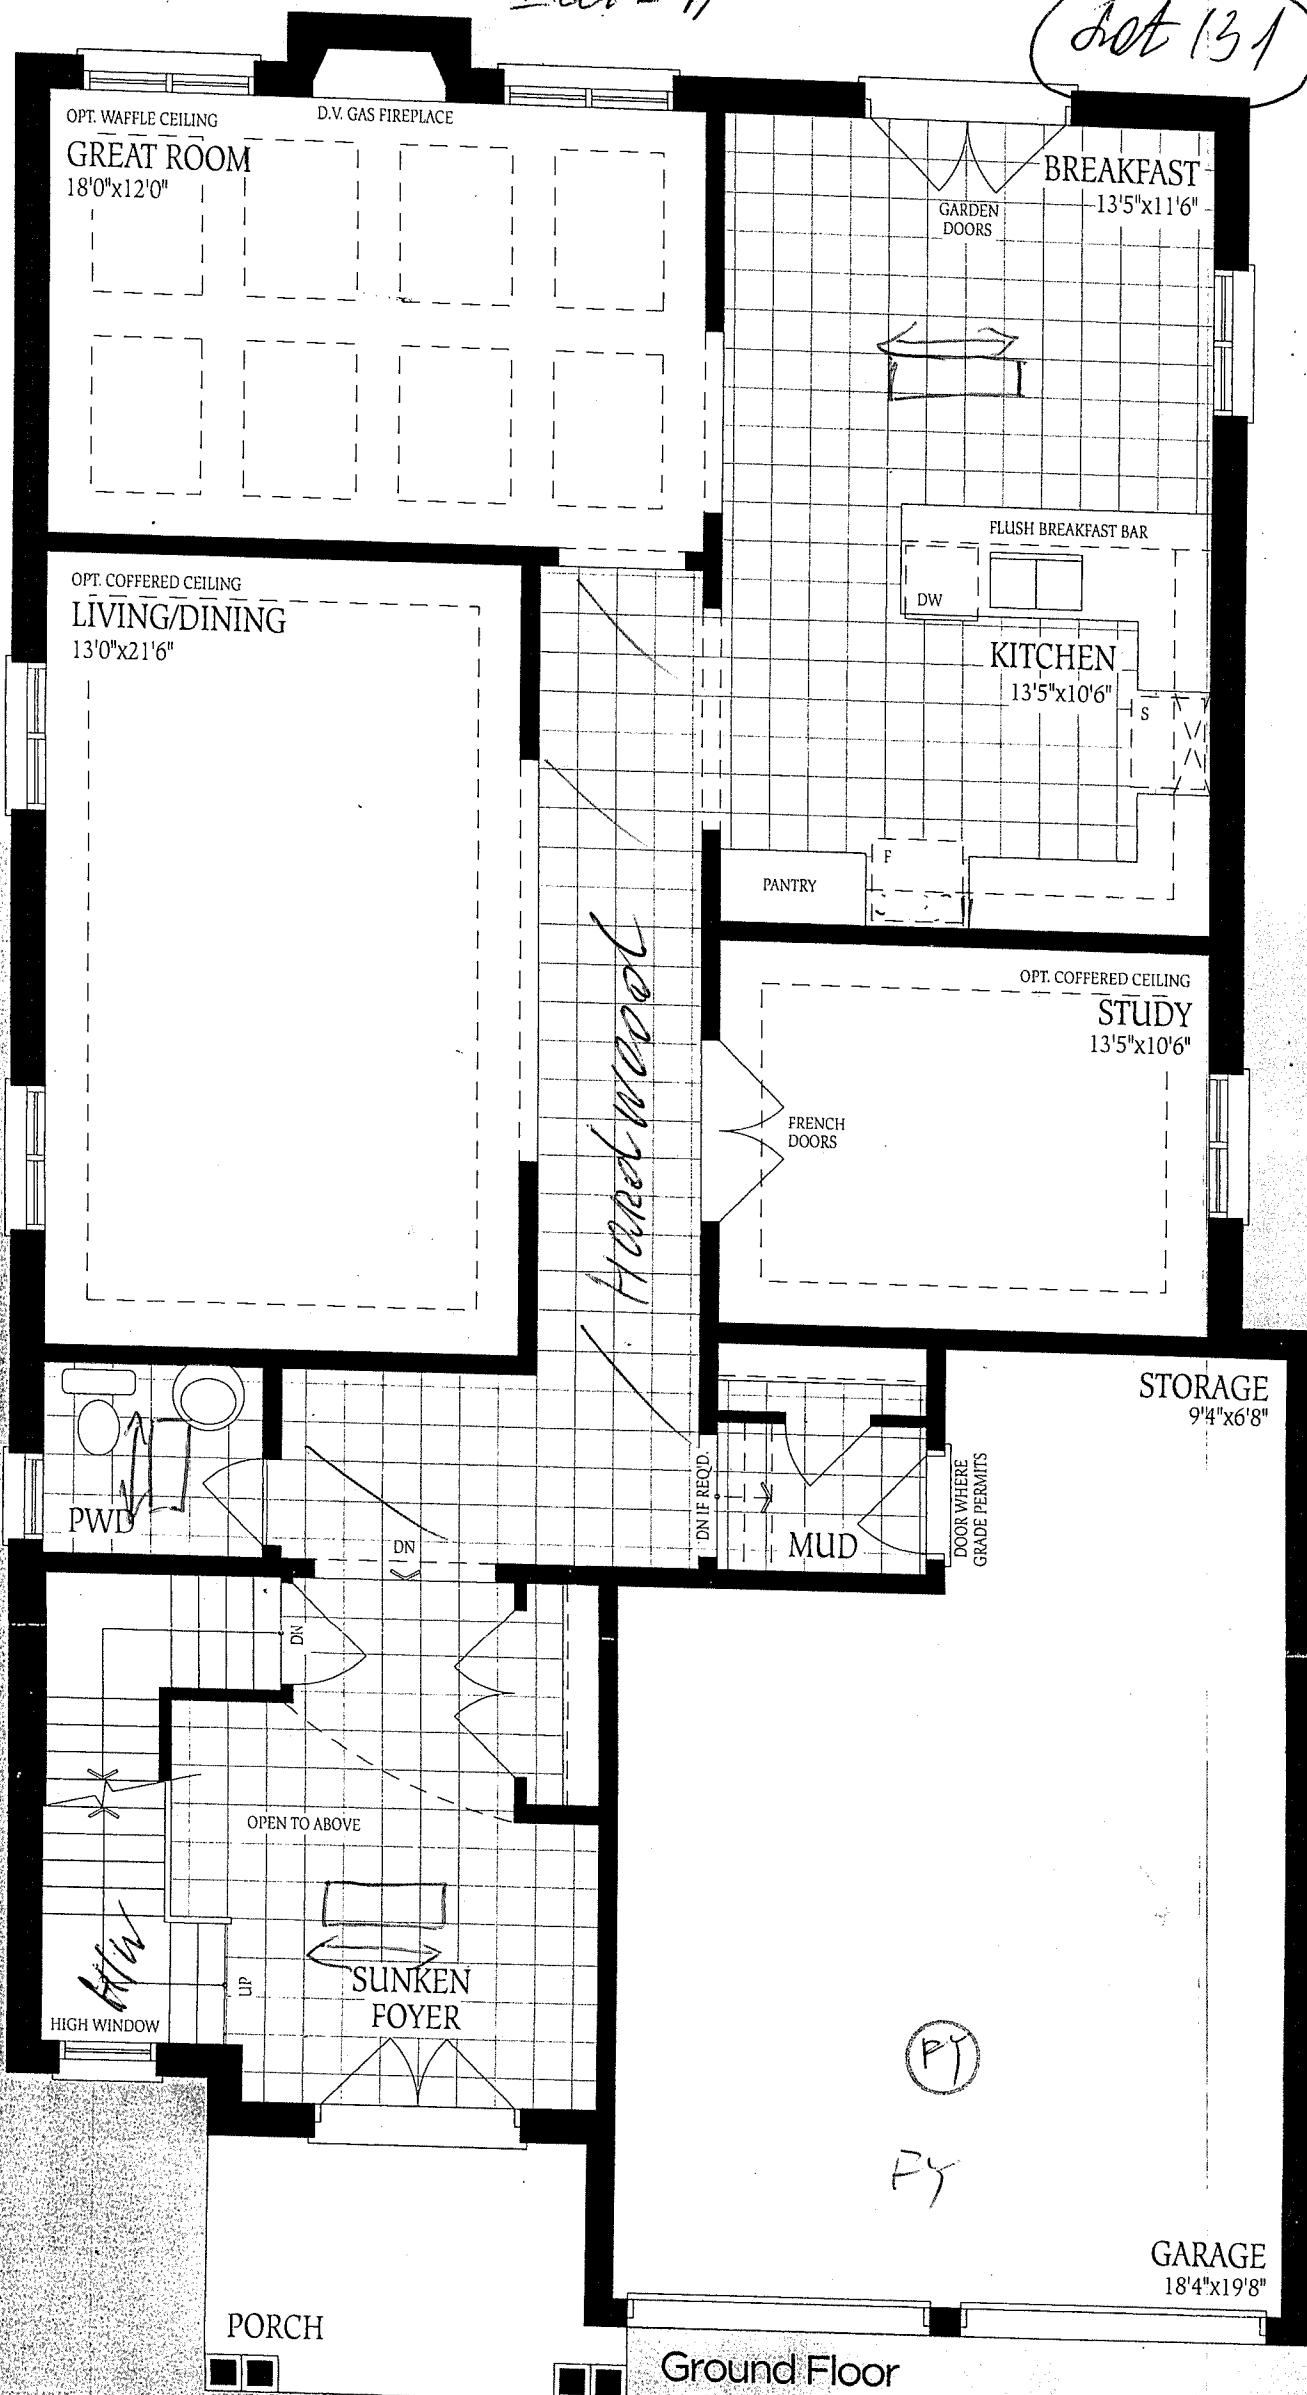 Lot 131
OPT. WAFFLE CEILING
GREAT ROOM
18'0"x12'0"
D.V. GAS FIREPLACE
BREAKFAST
13'5"x11'6"
GARDEN
DOORS
FLUSH BREAKFAST BAR
DW
KITCHEN
13'5"x10'6"
S
F
PANTRY
OPT. COFFERED CEILING
LIVING/DINING
13'0"x21'6"
Hardwood
OPT. COFFERED CEILING
STUDY
13'5"x10'6"
FRENCH
DOORS
STORAGE
9'4"x6'8"
PWD
DN
DN IF REQ'D.
MUD
DOOR WHERE
GRADE PERMITS
DN
OPEN TO ABOVE
H/W
UP
SUNKEN
FOYER
HIGH WINDOW
FY
FY
GARAGE
18'4"x19'8"
PORCH
Ground Floor